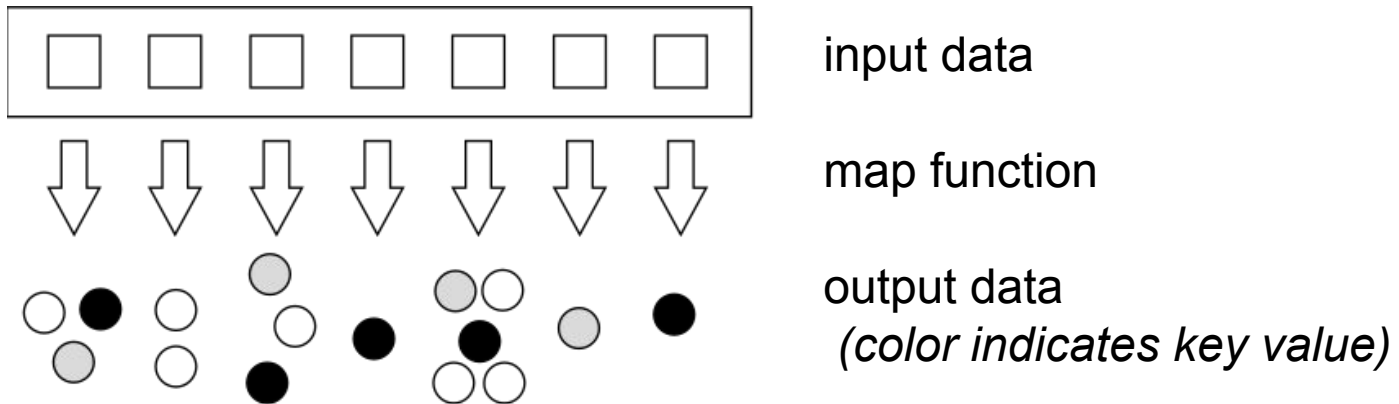 input data
map function
output data
(color indicates key value)